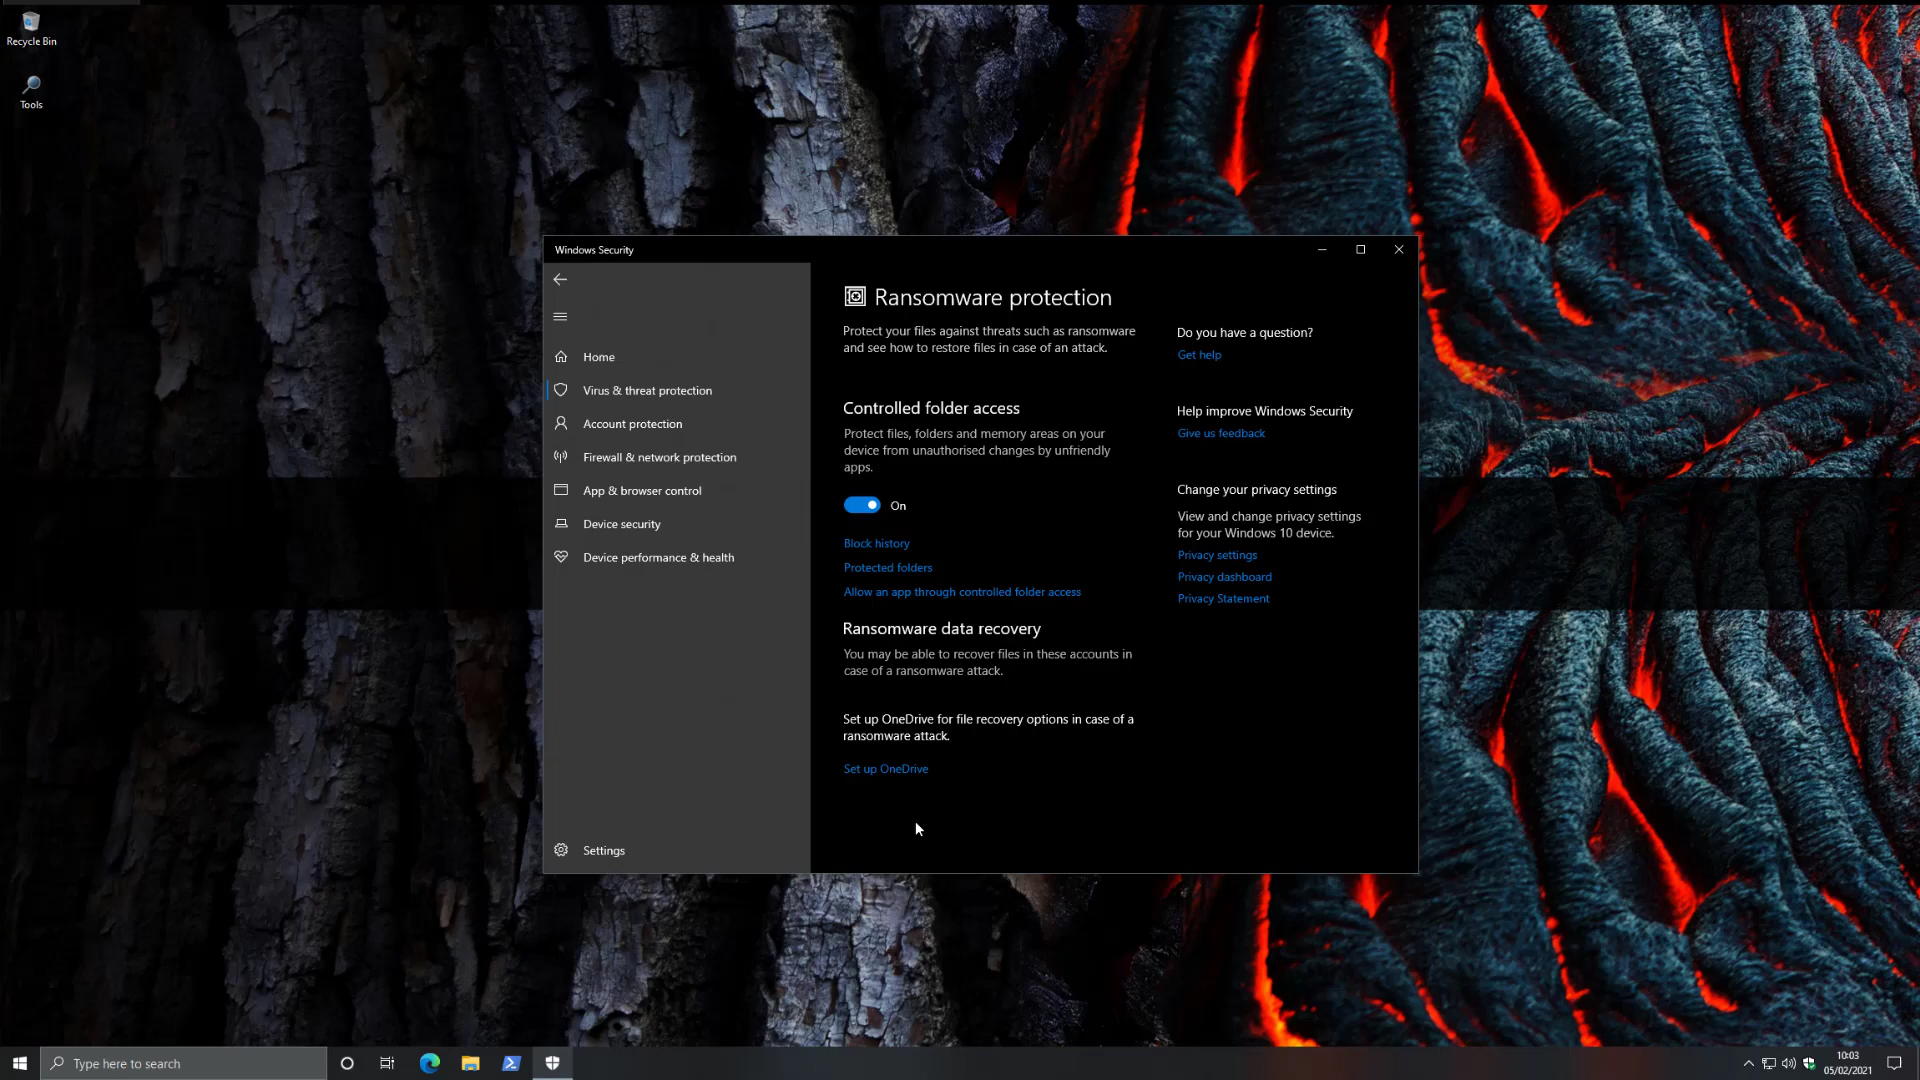 Recycle Bin
Tools
Windows Security
Home
Virus & threat protection
Account protection
Firewall & network protection
App & browser control
Device security
Device performance & health
Settings
Ransomware protection
Protect your files against threats such as ransomware
and see how to restore files in case of an attack.
Controlled folder access
Protect files, folders and memory areas on your
device from unauthorised changes by unfriendly
apps.
On
Block history
Protected folders
Allow an app through controlled folder access
Ransomware data recovery
You may be able to recover files in these accounts in
case of a ransomware attack.
Set up OneDrive for file recovery options in case of a
ransomware attack.
Set up OneDrive
Do you have a question?
Get help
Help improve Windows Security
Give us feedback
Change your privacy settings
View and change privacy settings
for your Windows 10 device.
Privacy settings
Privacy dashboard
Privacy Statement
Type here to search
10:03
05/02/2021